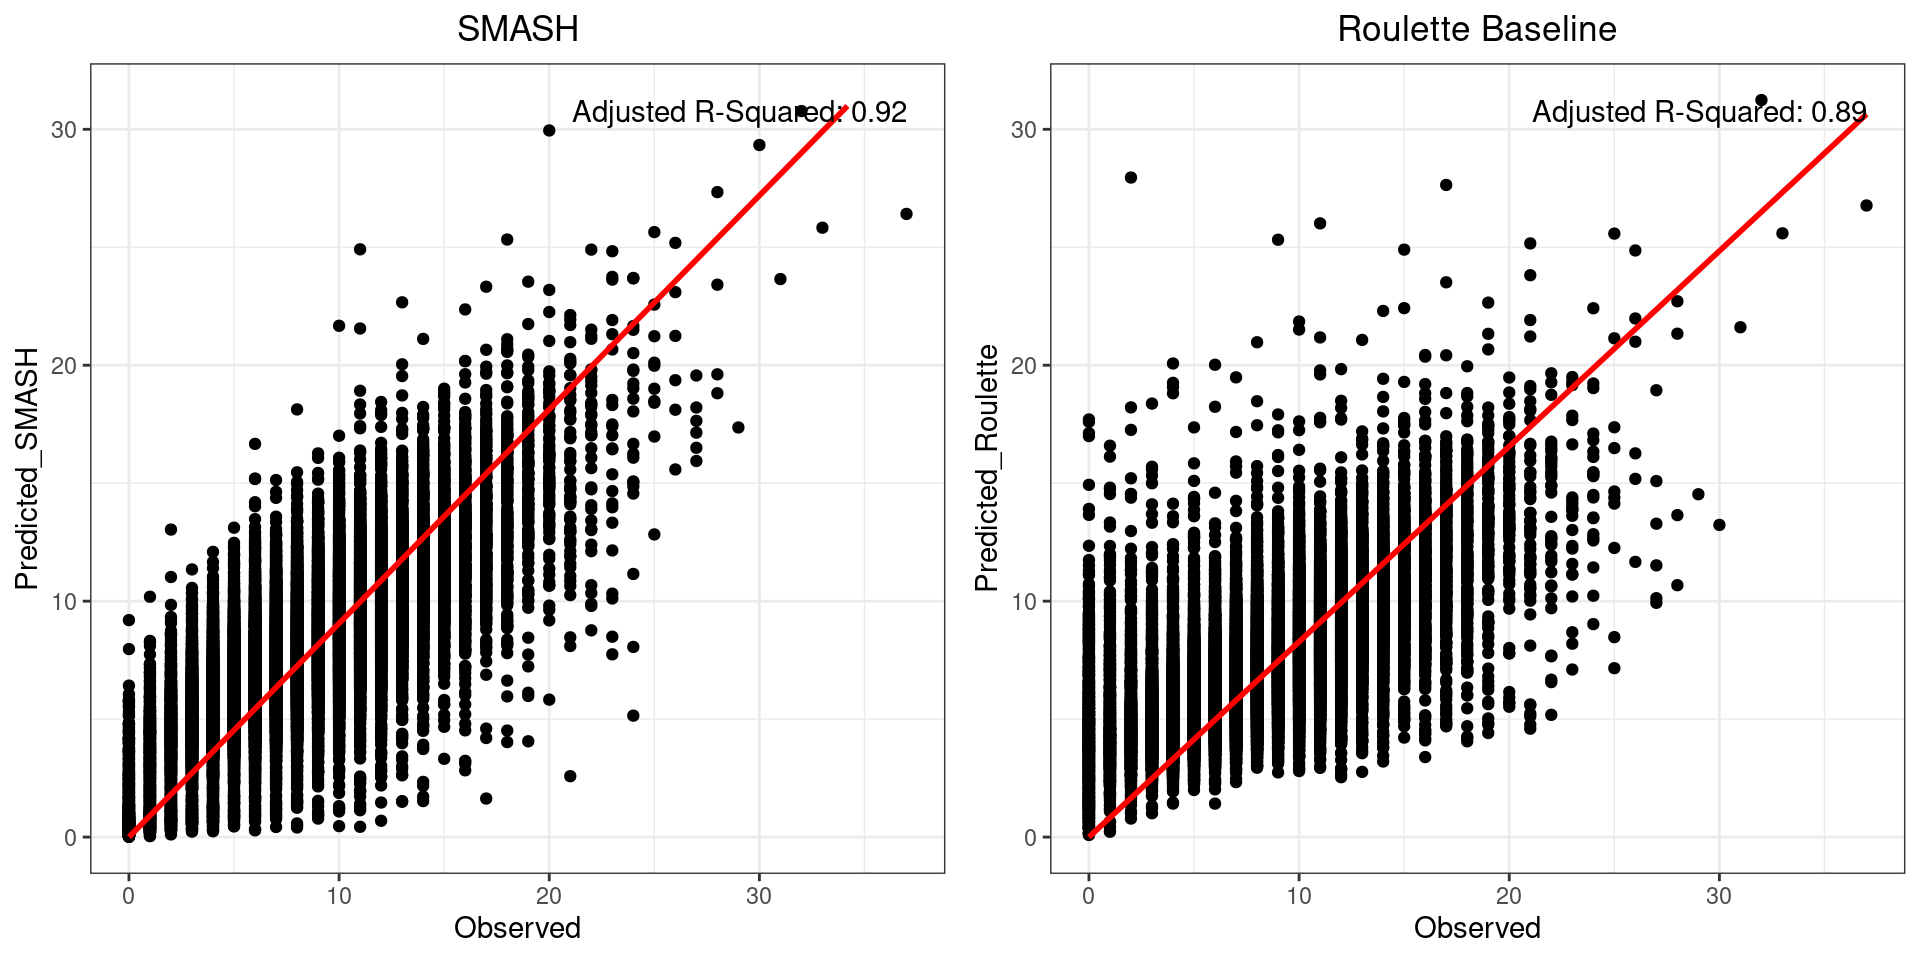 SMASH
Adjusted R-Squared: 0.92
Predicted_SMASH
30
20
10
0
0 10 20 30
Observed
Roulette Baseline
Adjusted R-Squared: 0.89
Predicted_Roulette
30
20
10
0
0 10 20 30
Observed